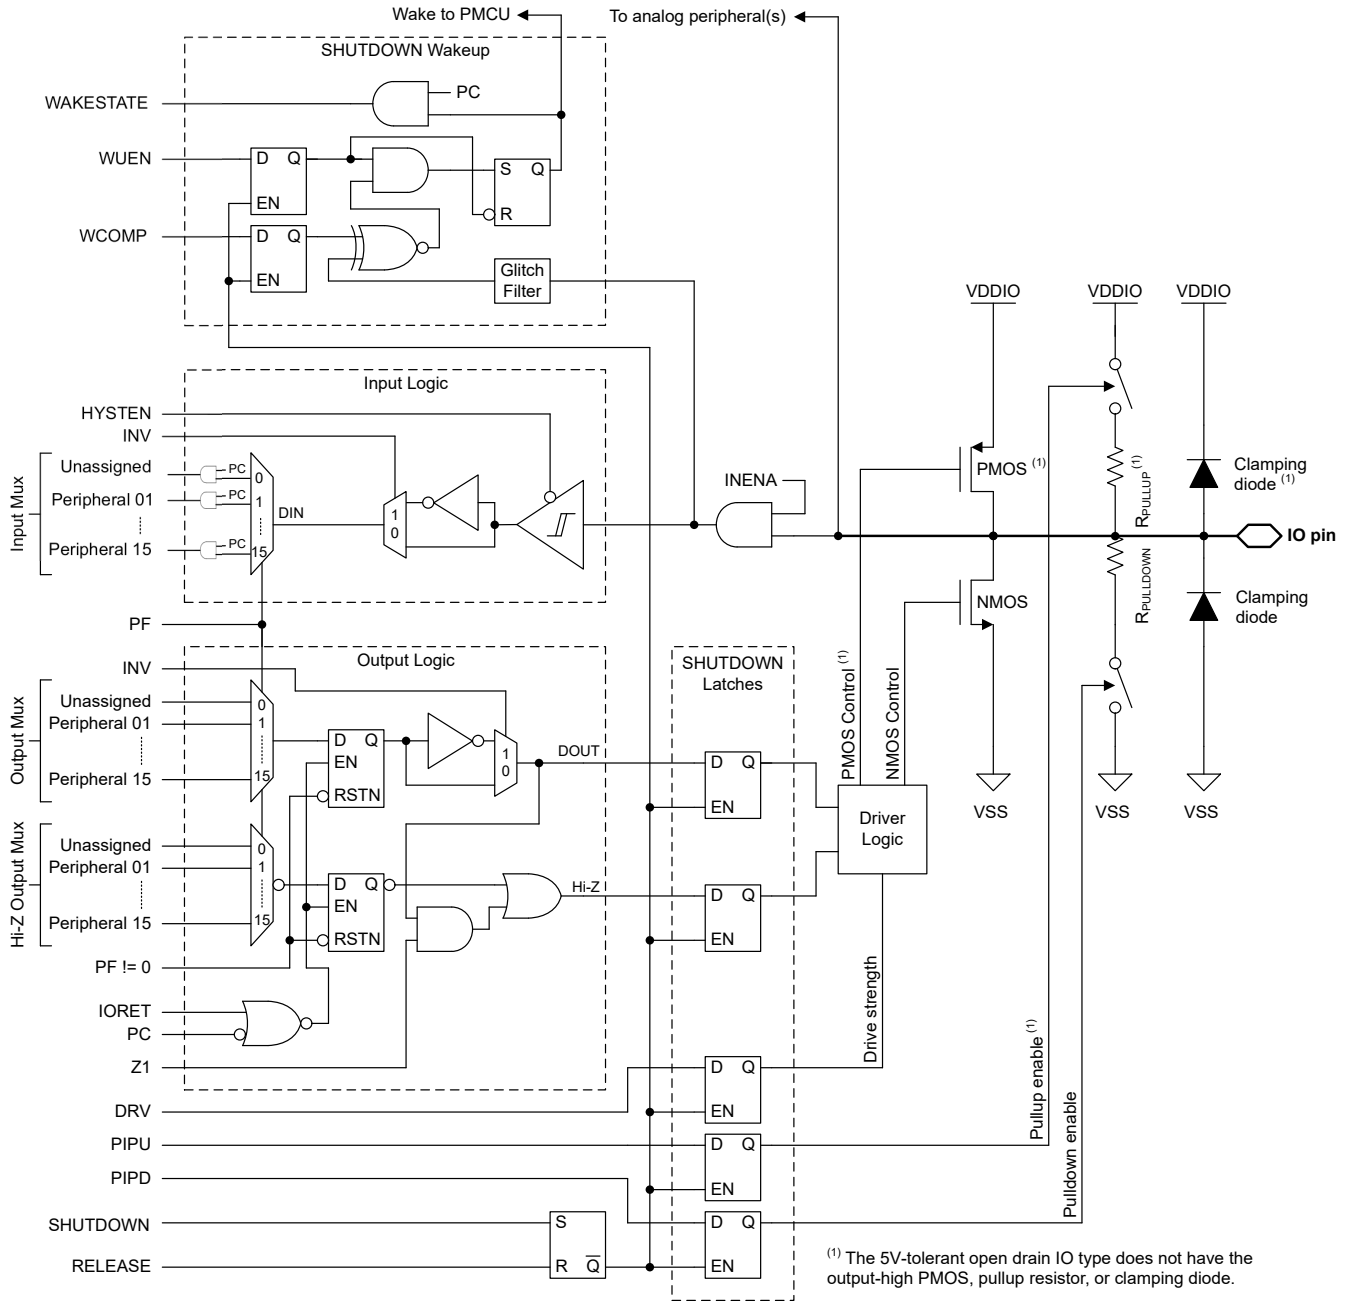 Wake to PMCU
To analog peripheral(s)
SHUTDOWN Wakeup
WAKESTATE
PC
WUEN
D Q
EN
S Q
R
WCOMP
D Q
EN
Glitch
Filter
VDDIO
VDDIO
VDDIO
Input Logic
HYSTEN
INV
Input Mux
Unassigned
PC
0
Peripheral 01
PC
1
Peripheral 15
PC
15
DIN
1
0
INENA
PMOS (1)
RPULLUP (1)
Clamping
diode (1)
IO pin
RPULLDOWN
NMOS
Clamping
diode
PF
INV
Output Logic
SHUTDOWN
Latches
PMOS Control (1)
NMOS Control
Output Mux
Unassigned
0
Peripheral 01
1
Peripheral 15
15
D Q
EN
RSTN
1
0
DOUT
D Q
EN
Driver
Logic
VSS
VSS
VSS
Hi-Z Output Mux
Unassigned
0
Peripheral 01
1
Peripheral 15
15
D Q
EN
RSTN
Hi-Z
D Q
EN
PF != 0
IORET
PC
Z1
Drive strength
Pullup enable (1)
Pulldown enable
D Q
EN
DRV
PIPU
D Q
EN
PIPD
SHUTDOWN
S
D Q
EN
RELEASE
R Q̅
(1) The 5V-tolerant open drain IO type does not have the
output-high PMOS, pullup resistor, or clamping diode.